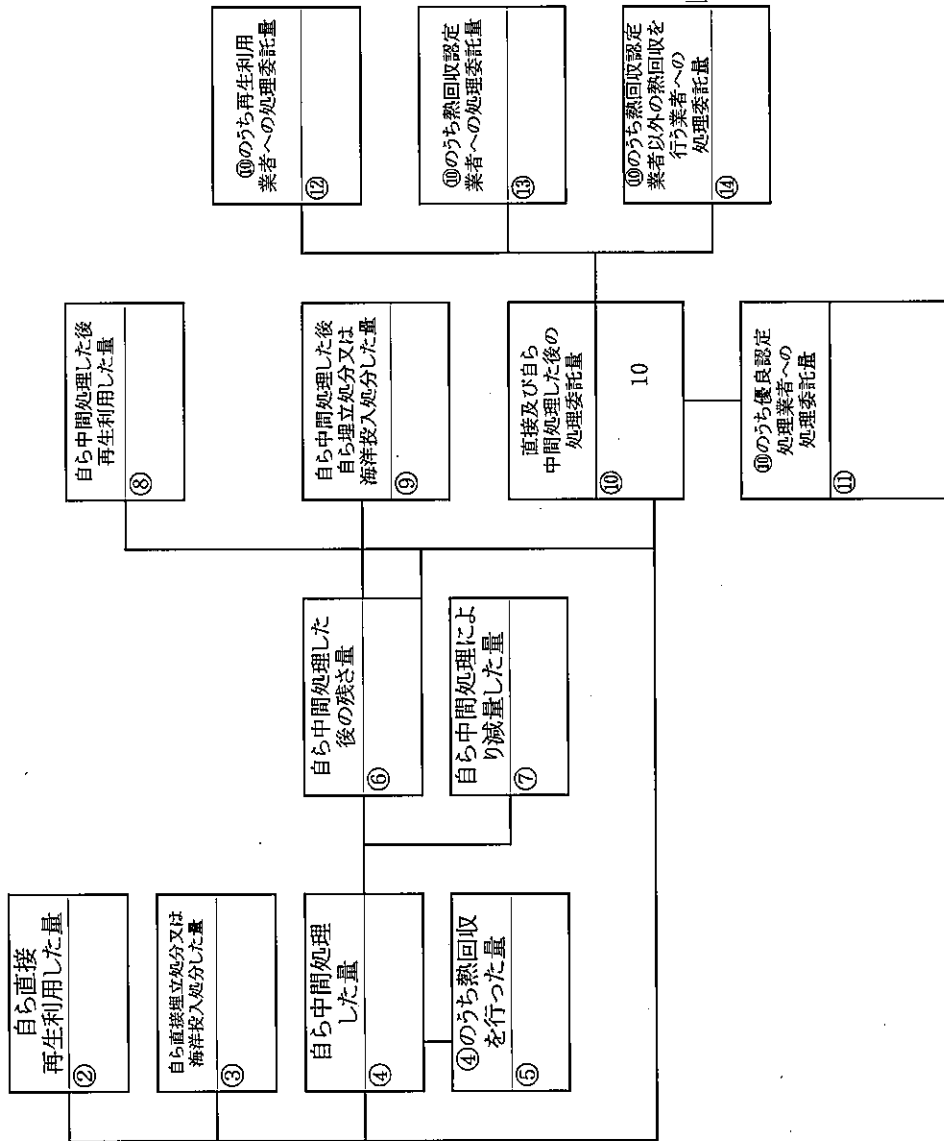 自ら直接
再生利用した量
②
自ら直接埋立処分又は
海洋投入処分した量
③
自ら中間処理
した量
④
④のうち熱回収
を行った量
⑤
自ら中間処理した
後の残さ量
⑥
自ら中間処理によ
り減量した量
⑦
自ら中間処理した後
再生利用した量
⑧
自ら中間処理した後
自ら埋立処分又は
海洋投入処分した量
⑨
直接及び自ら
中間処理した後の
処理委託量
⑩
10
⑩のうち優良認定
処理業者への
処理委託量
⑪
⑩のうち再生利用
業者への処理委託量
⑫
⑩のうち熱回収認定
業者への処理委託量
⑬
⑩のうち熱回収認定
業者以外の熱回収を
行う業者への
処理委託量
⑭